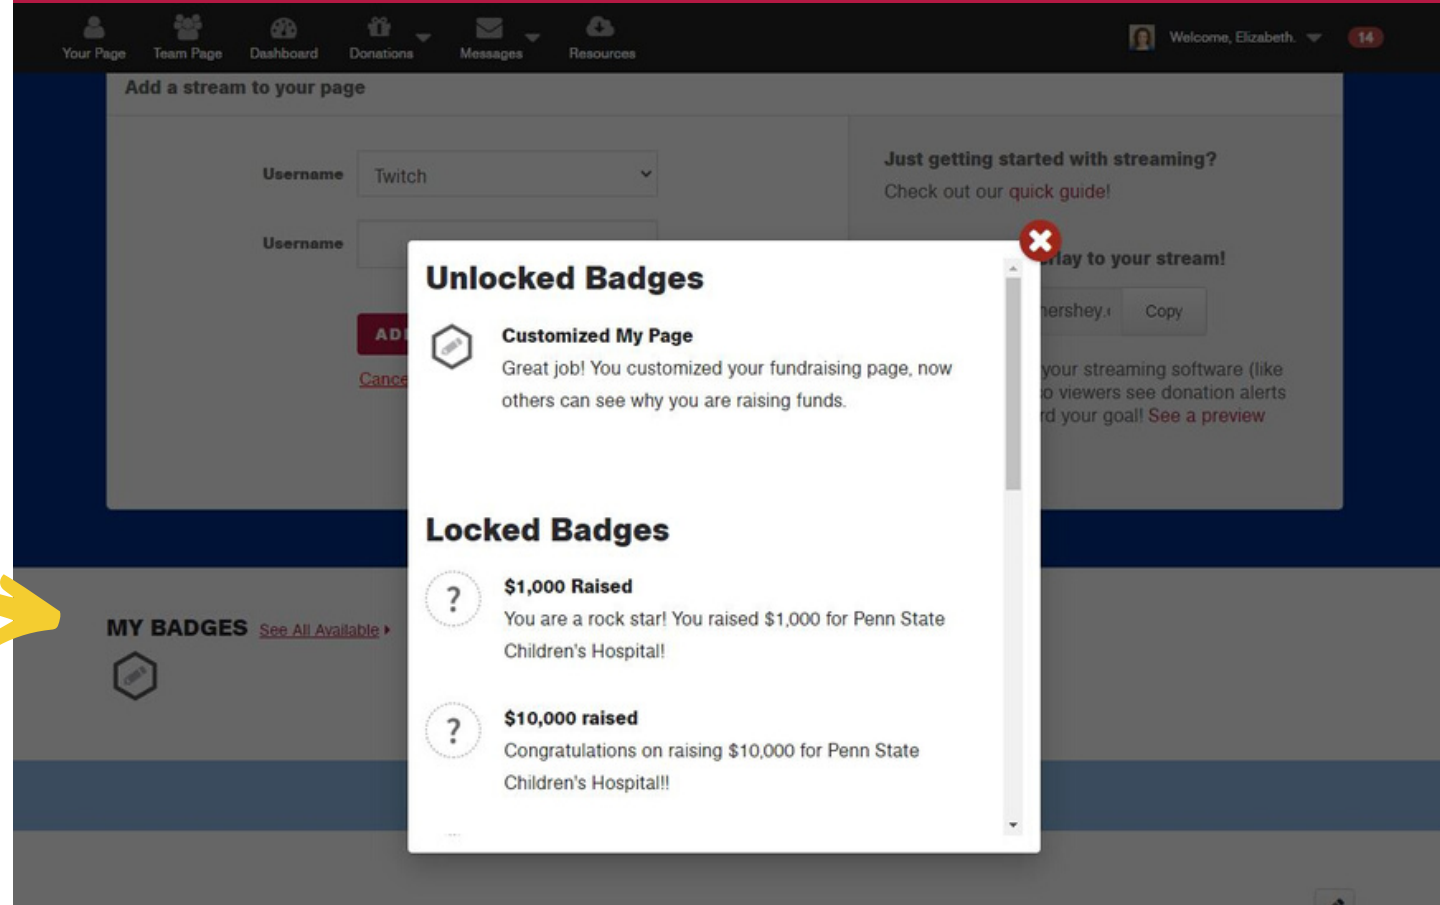 Your Page
Team Page
Dashboard
Donations
Messages
Resources
Welcome, Elizabeth.
14
Add a stream to your page
Username
Twitch
Username
ADD
Cance
Just getting started with streaming?
Check out our quick guide!
rlay to your stream!
hershey.
Copy
your streaming software (like
so viewers see donation alerts
rd your goal! See a preview
Unlocked Badges
Customized My Page
Great job! You customized your fundraising page, now
others can see why you are raising funds.
Locked Badges
?
$1,000 Raised
You are a rock star! You raised $1,000 for Penn State
Children's Hospital!
?
$10,000 raised
Congratulations on raising $10,000 for Penn State
Children's Hospital!!
MY BADGES See All Available